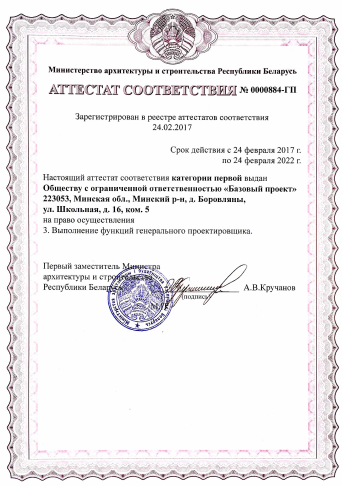 Министерство архитектуры и строительства Республики Беларусь
АТТЕСТАТ СООТВЕТСТВИЯ № 0000884-ГП
Зарегистрирован в реестре аттестатов соответствия
24.02.2017
Срок действия с 24 февраля 2017 г.
по 24 февраля 2022 г.
Настоящий аттестат соответствия категории первой выдан
Обществу с ограниченной ответственностью «Базовый проект»
223053, Минская обл., Минский р-н, д. Боровляны,
ул. Школьная, д. 16, ком. 5
на право осуществления
3. Выполнение функций генерального проектировщика.
Первый заместитель Министра
архитектуры и строительства
Республики Беларусь
А.В.Кручанов
(подпись)
М.П.